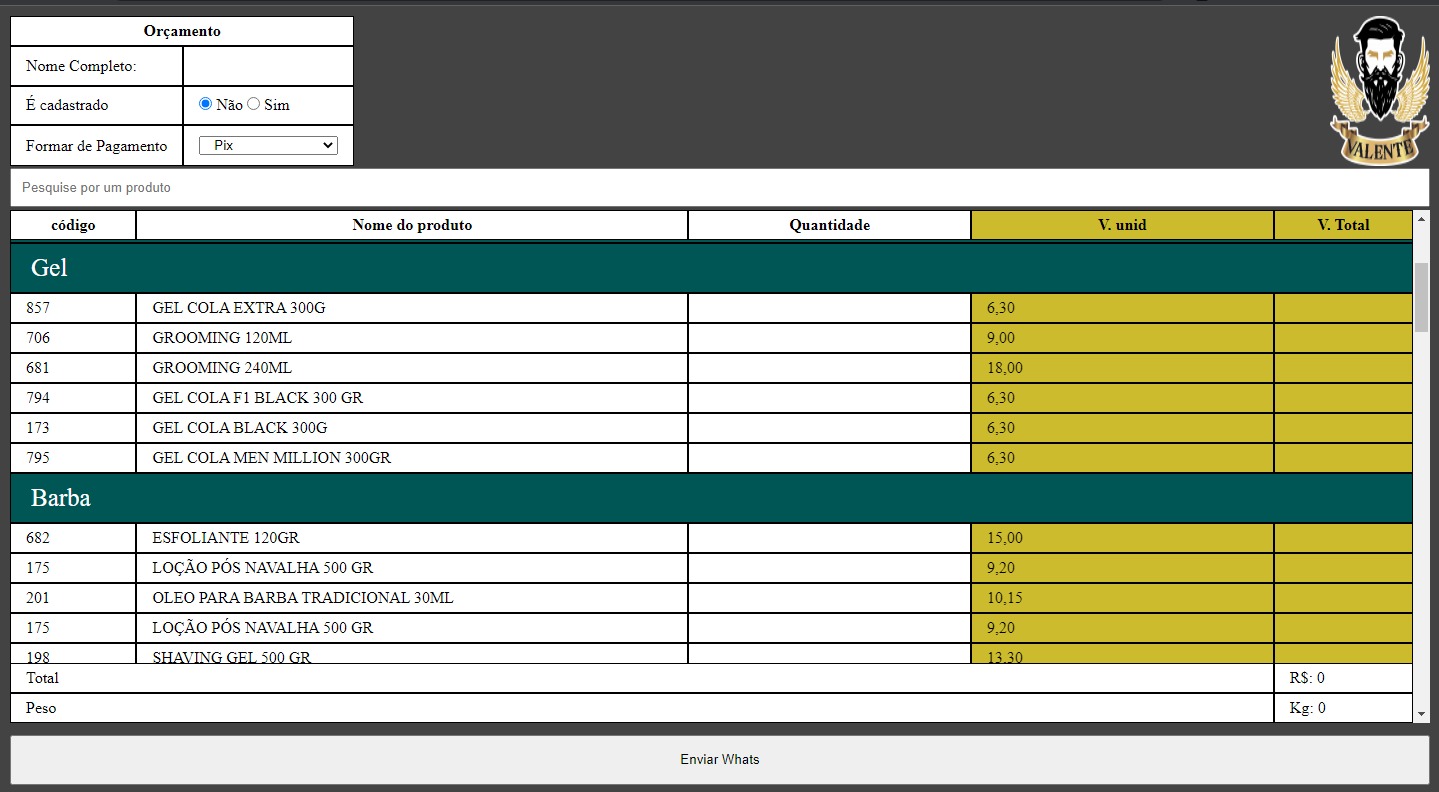 Orçamento
Nome Completo:
É cadastrado Não Sim
Formar de Pagamento Pix
VALENTE
Pesquise por um produto
código Nome do produto Quantidade V. unid V. Total
Gel
857 GEL COLA EXTRA 300G 6,30
706 GROOMING 120ML 9,00
681 GROOMING 240ML 18,00
794 GEL COLA F1 BLACK 300 GR 6,30
173 GEL COLA BLACK 300G 6,30
795 GEL COLA MEN MILLION 300GR 6,30
Barba
682 ESFOLIANTE 120GR 15,00
175 LOÇÃO PÓS NAVALHA 500 GR 9,20
201 OLEO PARA BARBA TRADICIONAL 30ML 10,15
175 LOÇÃO PÓS NAVALHA 500 GR 9,20
198 SHAVING GEL 500 GR 13,30
Total R$: 0
Peso Kg: 0
Enviar Whats